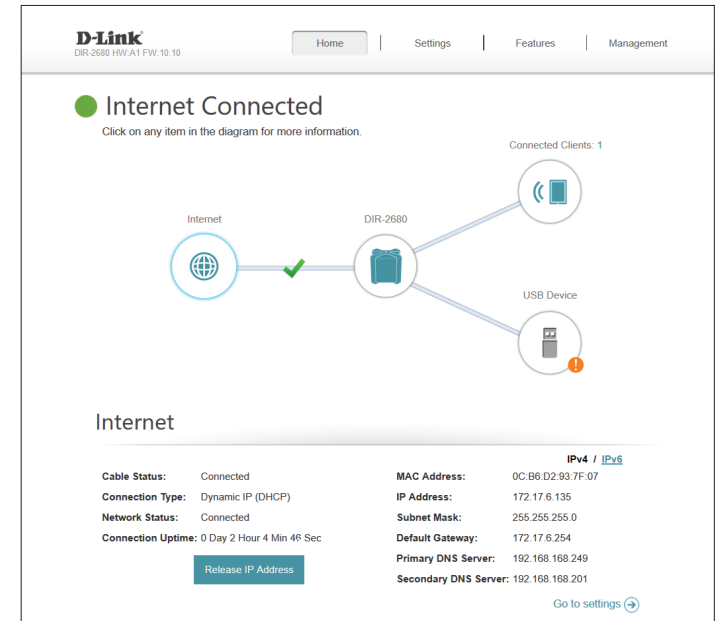 D-Link
DIR-2680 HW:A1 FW:10.10
Home
Settings
Features
Management
Internet Connected
Click on any item in the diagram for more information.
Connected Clients: 1
Internet
DIR-2680
USB Device
Internet
IPv4 / IPv6
Cable Status: Connected
MAC Address: 0C:B6:D2:93:7F:07
Connection Type: Dynamic IP (DHCP)
IP Address: 172.17.6.135
Network Status: Connected
Subnet Mask: 255.255.255.0
Connection Uptime: 0 Day 2 Hour 4 Min 46 Sec
Default Gateway: 172.17.6.254
Release IP Address
Primary DNS Server: 192.168.168.249
Secondary DNS Server: 192.168.168.201
Go to settings